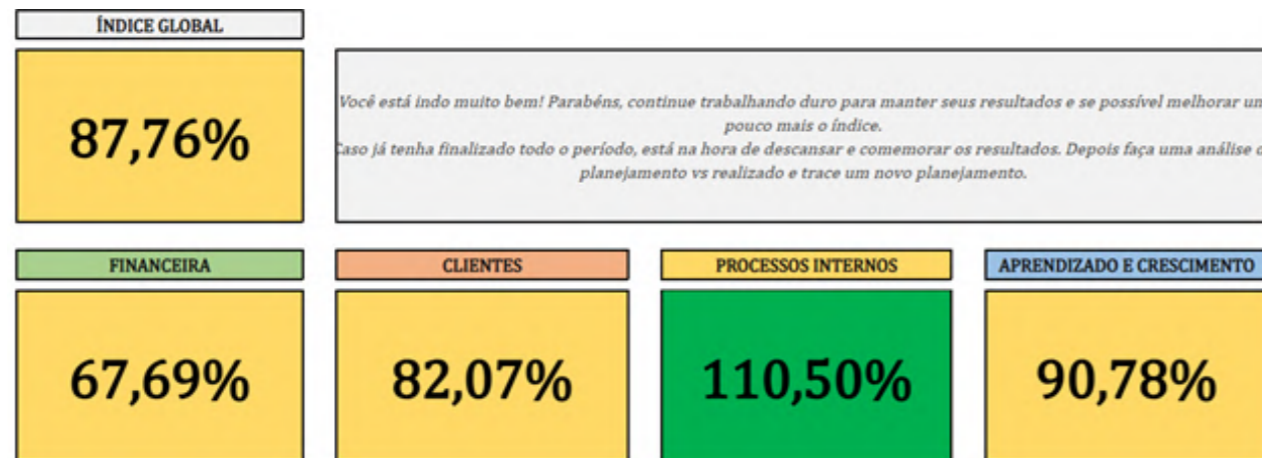 ÍNDICE GLOBAL
87,76%
Você está indo muito bem! Parabéns, continue trabalhando duro para manter seus resultados e se possível melhorar um
pouco mais o índice.
Caso já tenha finalizado todo o período, está na hora de descansar e comemorar os resultados. Depois faça uma análise
planejamento vs realizado e trace um novo planejamento.
FINANCEIRA
CLIENTES
PROCESSOS INTERNOS
APRENDIZADO E CRESCIMENTO
67,69%
82,07%
110,50%
90,78%